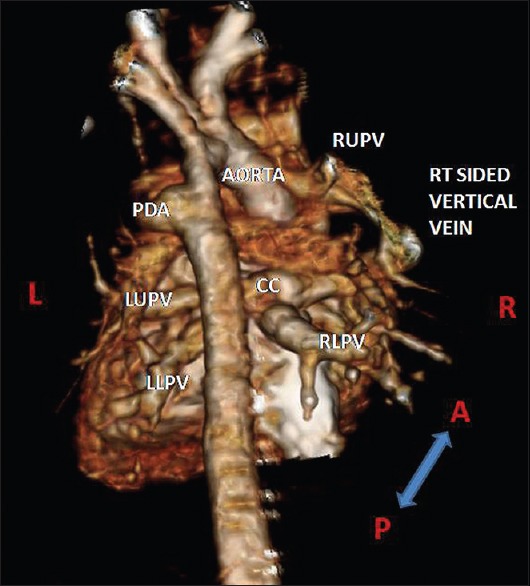 RUPV
AORTA
RT SIDED
VERTICAL
VEIN
PDA
L
LUPV
CC
R
RLPV
LLPV
A
P